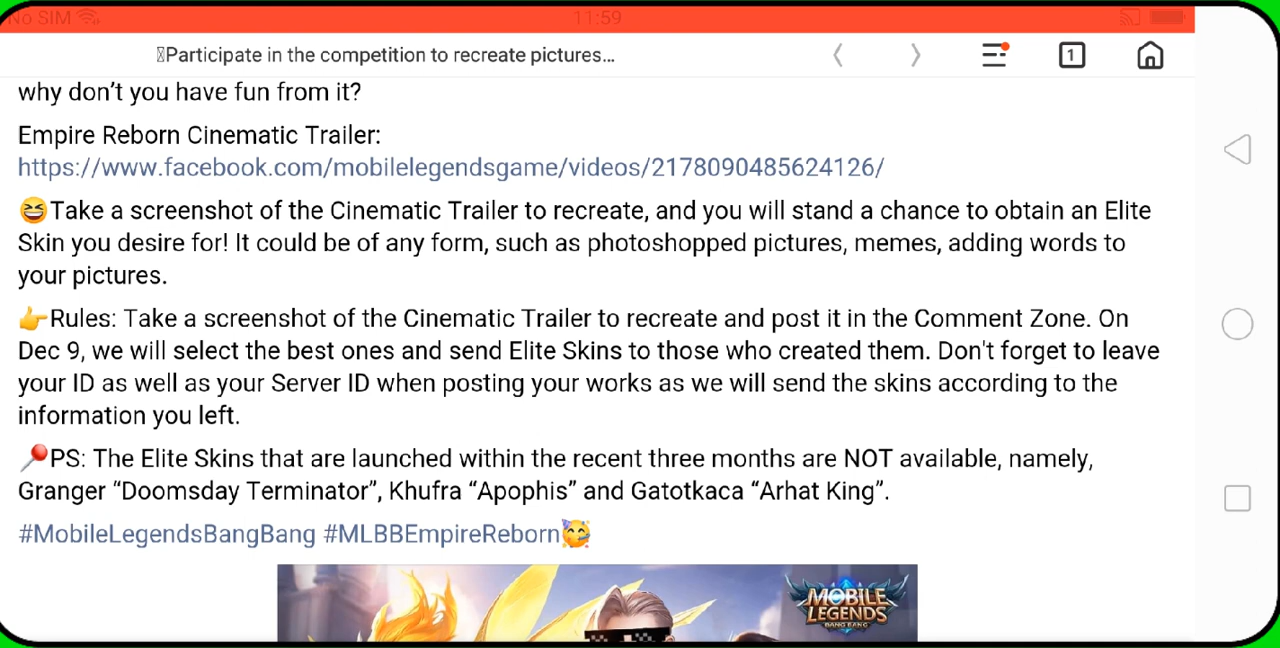 No SIM 11:59
Participate in the competition to recreate pictures...
1
why don't you have fun from it?
Empire Reborn Cinematic Trailer:
https://www.facebook.com/mobilelegendsgame/videos/2178090485624126/
😆Take a screenshot of the Cinematic Trailer to recreate, and you will stand a chance to obtain an Elite
Skin you desire for! It could be of any form, such as photoshopped pictures, memes, adding words to
your pictures.
👉Rules: Take a screenshot of the Cinematic Trailer to recreate and post it in the Comment Zone. On
Dec 9, we will select the best ones and send Elite Skins to those who created them. Don't forget to leave
your ID as well as your Server ID when posting your works as we will send the skins according to the
information you left.
📍PS: The Elite Skins that are launched within the recent three months are NOT available, namely,
Granger “Doomsday Terminator”, Khufra “Apophis” and Gatotkaca “Arhat King”.
#MobileLegendsBangBang #MLBBEmpireReborn🥳
MOBILE
LEGENDS
BANG BANG